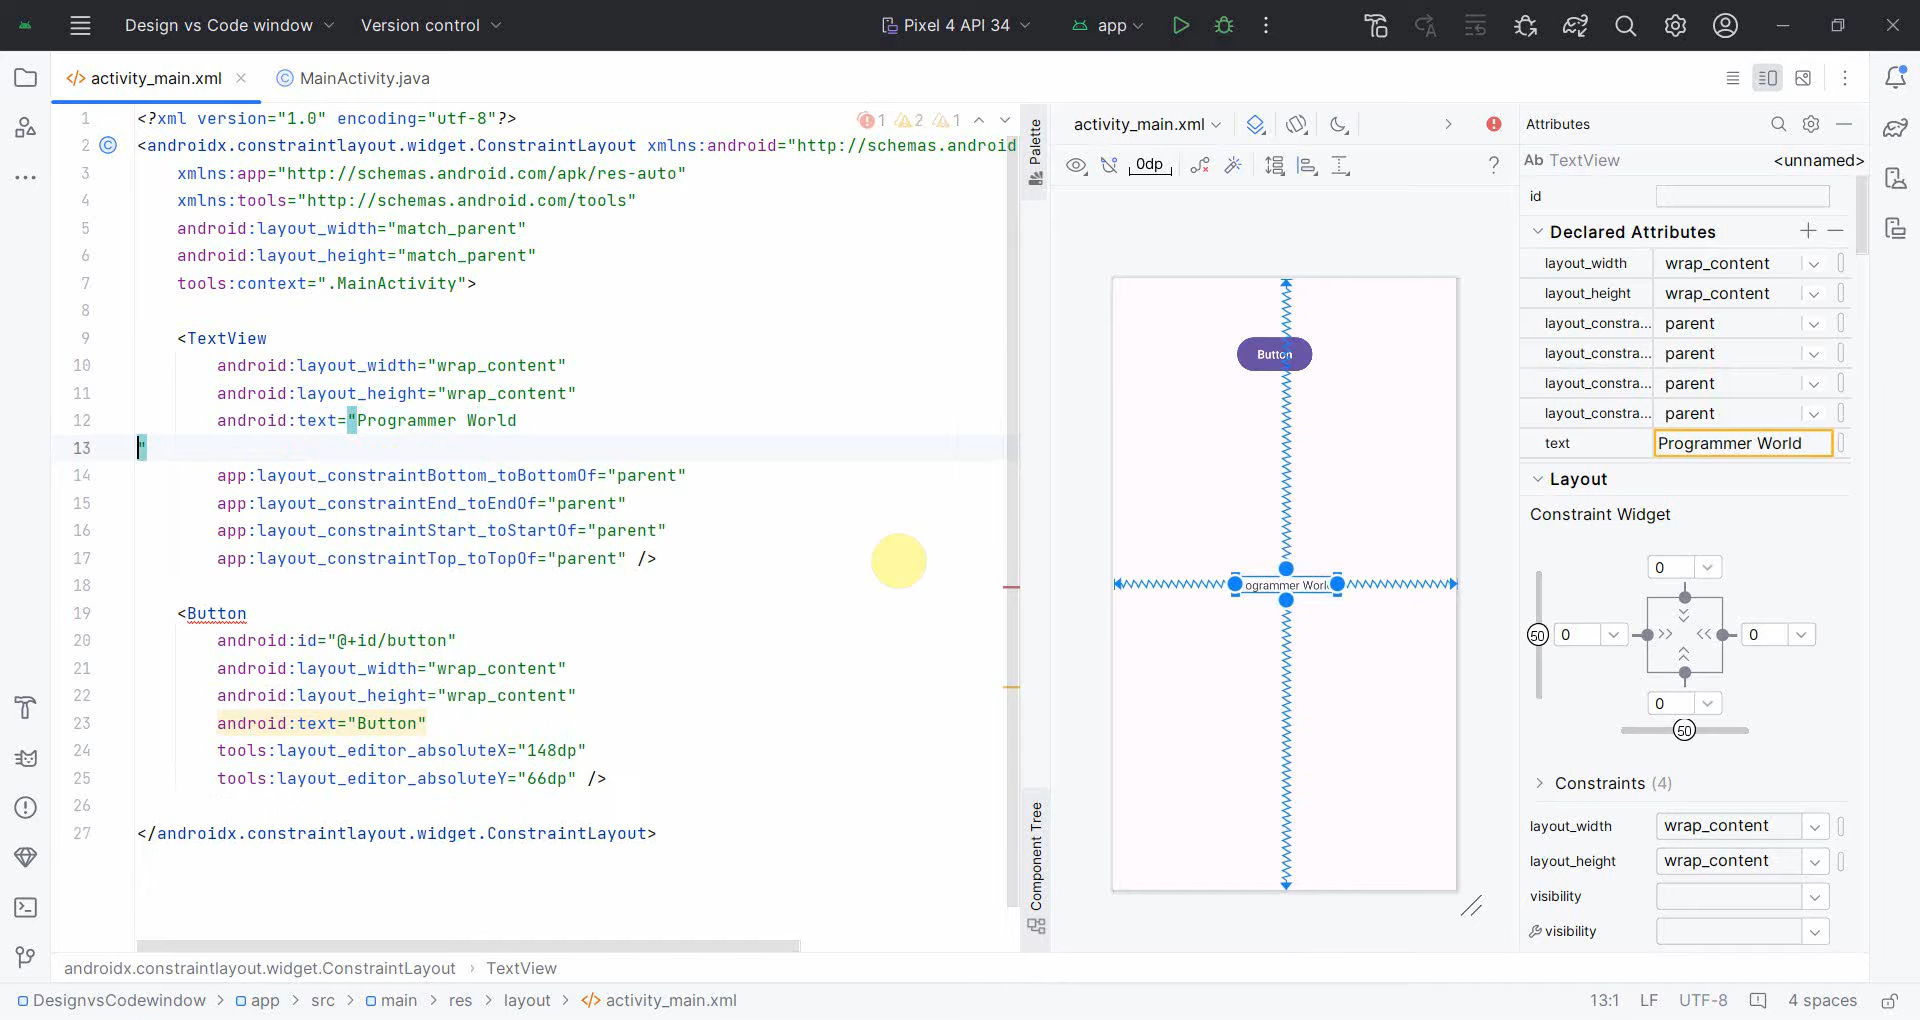 Design vs Code window
Version control
Pixel 4 API 34
app
activity_main.xml
MainActivity.java
1 <?xml version="1.0" encoding="utf-8"?>
1 2 1
2 <androidx.constraintlayout.widget.ConstraintLayout xmlns:android="http://schemas.android
3 xmlns:app="http://schemas.android.com/apk/res-auto"
4 xmlns:tools="http://schemas.android.com/tools"
5 android:layout_width="match_parent"
6 android:layout_height="match_parent"
7 tools:context=".MainActivity">
8
9 <TextView
10 android:layout_width="wrap_content"
11 android:layout_height="wrap_content"
12 android:text="Programmer World
13 "
14 app:layout_constraintBottom_toBottomOf="parent"
15 app:layout_constraintEnd_toEndOf="parent"
16 app:layout_constraintStart_toStartOf="parent"
17 app:layout_constraintTop_toTopOf="parent" />
18
19 <Button
20 android:id="@+id/button"
21 android:layout_width="wrap_content"
22 android:layout_height="wrap_content"
23 android:text="Button"
24 tools:layout_editor_absoluteX="148dp"
25 tools:layout_editor_absoluteY="66dp" />
26
27 </androidx.constraintlayout.widget.ConstraintLayout>
Palette
Component Tree
activity_main.xml
0dp
?
Button
ogrammer Worl
Attributes
Ab TextView <unnamed>
id
Declared Attributes
layout_width wrap_content
layout_height wrap_content
layout_constra... parent
layout_constra... parent
layout_constra... parent
layout_constra... parent
text Programmer World
Layout
Constraint Widget
0
50 0 0
0
50
Constraints (4)
layout_width wrap_content
layout_height wrap_content
visibility
visibility
androidx.constraintlayout.widget.ConstraintLayout › TextView
DesignvsCodewindow > app > src > main > res > layout > </> activity_main.xml
13:1 LF UTF-8 4 spaces